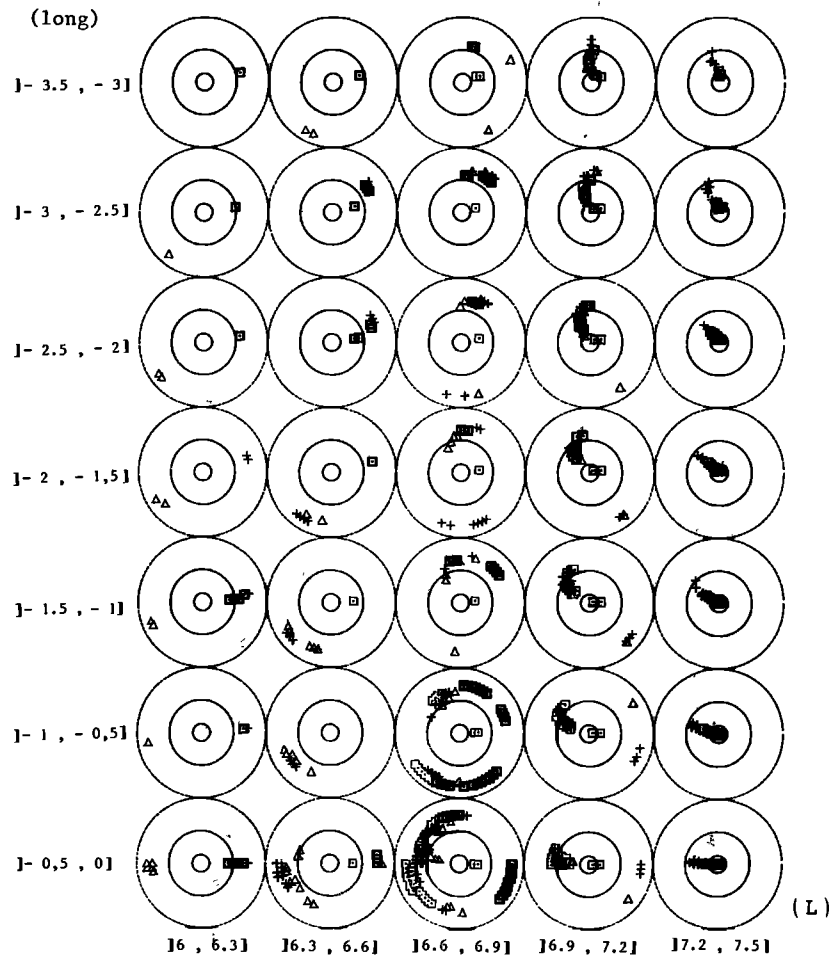 (long)
]- 3.5 , - 3]
]- 3 , - 2.5]
]- 2.5 , - 2]
]- 2 , - 1,5]
]- 1.5 , - 1]
]- 1 , - 0,5]
]- 0,5 , 0]
(L)
]6 , 6.3] ]6.3 , 6.6] ]6.6 , 6.9] ]6.9 , 7.2] ]7.2 , 7.5]